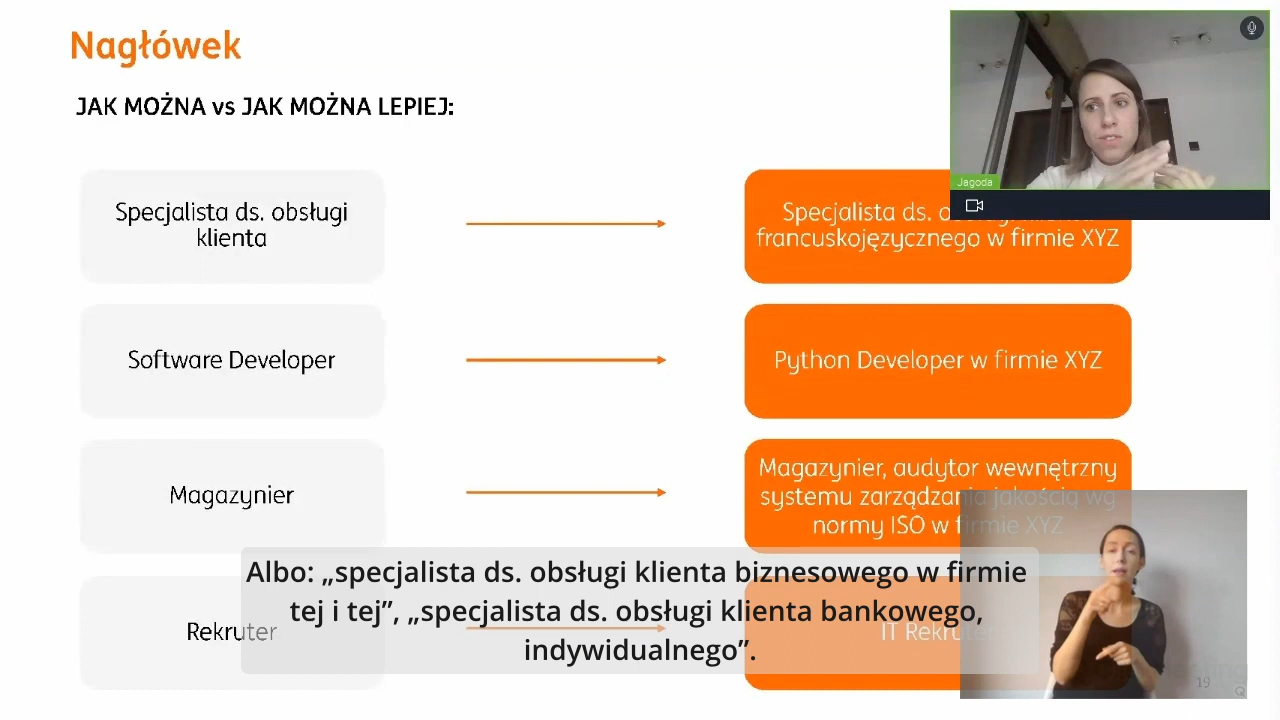 Nagłówek
JAK MOŻNA vs JAK MOŻNA LEPIEJ:
Jagoda
Specjalista ds. obsługi
klienta
Specjalista ds.
francuskojęzycznego w firmie XYZ
Software Developer
Python Developer w firmie XYZ
Magazynier
Magazynier, audytor wewnętrzny
systemu zarządzania jakością wg
normy ISO w firmie XYZ
Rekruter
IT Rekruter
Albo: „specjalista ds. obsługi klienta biznesowego w firmie
tej i tej”, „specjalista ds. obsługi klienta bankowego,
indywidualnego”.
19